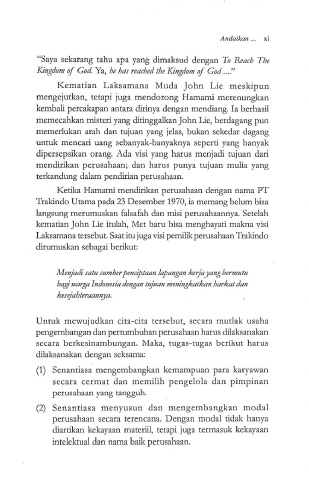 Andaikan ... xi
"Saya sekarang tahu apa yang dimaksud dengan To Reach The
Kingdom of God. Ya, he has reached the Kingdom of God ...."
Kematian Laksamana Muda John Lie meskipun
mengejutkan, tetapi juga mendorong Hamami merenungkan
kembali percakapan antara dirinya dengan mendiang. Ia berhasil
memecahkan misteri yang ditinggalkan John Lie, berdagang pun
memerlukan arah dan tujuan yang jelas, bukan sekedar dagang
untuk mencari uang sebanyak-banyaknya seperti yang banyak
dipersepsikan orang. Ada visi yang harus menjadi tujuan dari
mendirikan perusahaan; dan harus punya tujuan mulia yang
terkandung dalam pendirian perusahaan.
Ketika Hamami mendirikan perusahaan dengan nama PT
Trakindo Utama pada 23 Desember 1970, ia memang belum bisa
langsung merumuskan falsafah dan misi perusahaannya. Setelah
kematian John Lie itulah, Met baru bisa menghayati makna visi
Laksamana tersebut. Saat itu juga visi pemilik perusahaan Trakindo
dirumuskan sebagai berikut:
Menjadi satu sumber penciptaan lapangan kerja yang bermutu
bagi warga Indonesia dengan tujuan meningkatkan harkat dan
kesejahteraannya.
Untuk mewujudkan cita-cita tersebut, secara mutlak usaha
pengembangan dan pertumbuhan perusahaan harus dilaksanakan
secara berkesinambungan. Maka, tugas-tugas berikut harus
dilaksanakan dengan seksama:
(1) Senantiasa mengembangkan kemampuan para karyawan
secara cermat dan memilih pengelola dan pimpinan
perusahaan yang tangguh.
(2) Senantiasa menyusun dan mengembangkan modal
perusahaan secara terencana. Dengan modal tidak hanya
diartikan kekayaan materiil, tetapi juga termasuk kekayaan
intelektual dan nama baik perusahaan.